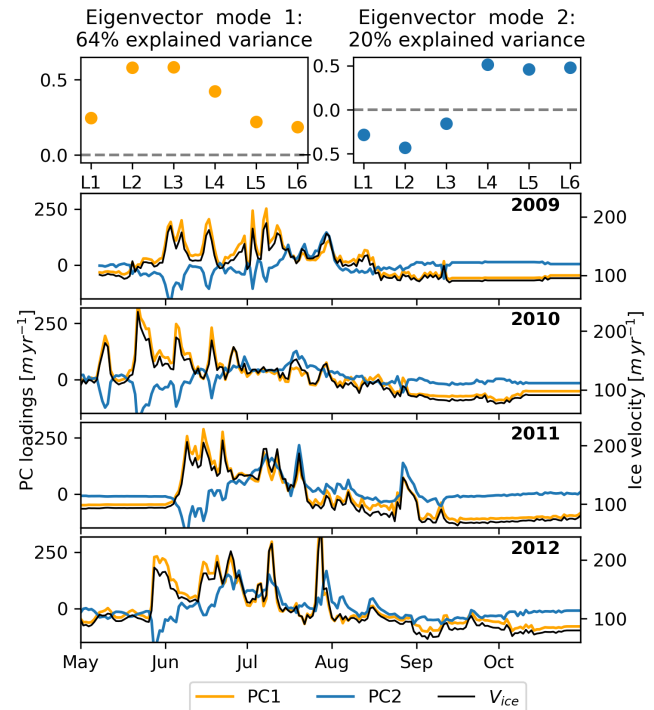 Eigenvector mode 1:
64% explained variance
Eigenvector mode 2:
20% explained variance
0.5
0.0
L1 L2 L3 L4 L5 L6
0.5
0.0
0.5
L1 L2 L3 L4 L5 L6
2009
250
0
200
100
2010
250
0
200
100
2011
250
0
200
100
2012
250
0
200
100
PC loadings [m yr⁻¹]
Ice velocity [m yr⁻¹]
May Jun Jul Aug Sep Oct
PC1 PC2 V_ice